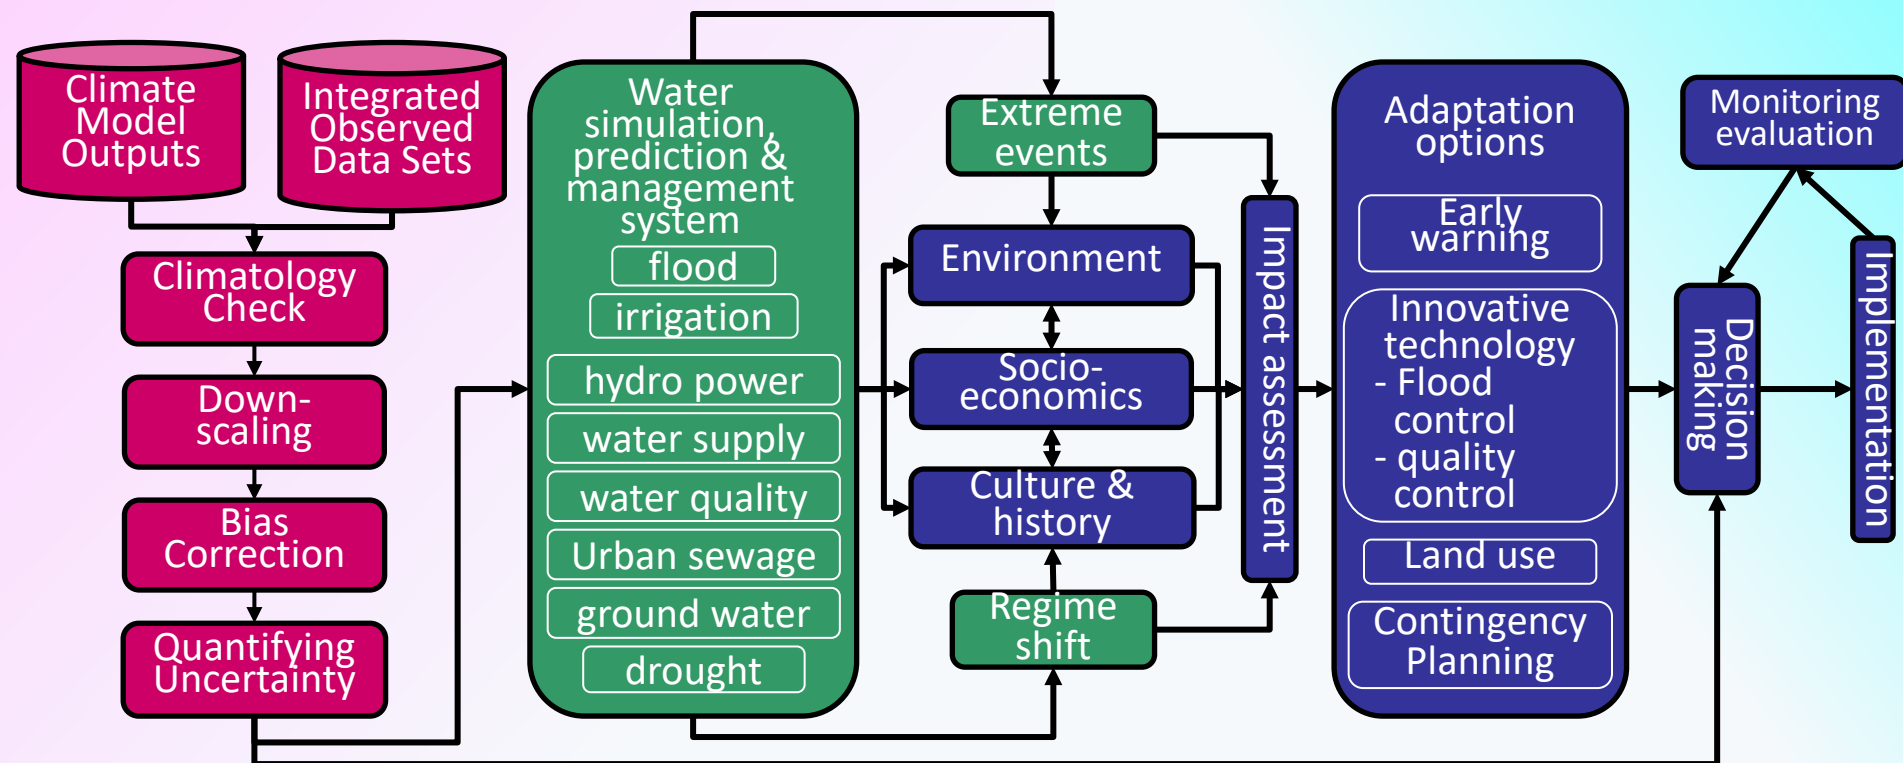 Climate
Model
Outputs
Integrated
Observed
Data Sets
Climatology
Check
Down-
scaling
Bias
Correction
Quantifying
Uncertainty
Water
simulation,
prediction &
management
system
flood
irrigation
hydro power
water supply
water quality
Urban sewage
ground water
drought
Extreme
events
Environment
Socio-
economics
Culture &
history
Regime
shift
Impact assessment
Adaptation
options
Early
warning
Innovative
technology
- Flood
control
- quality
control
Land use
Contingency
Planning
Decision
making
Monitoring
evaluation
Implementation